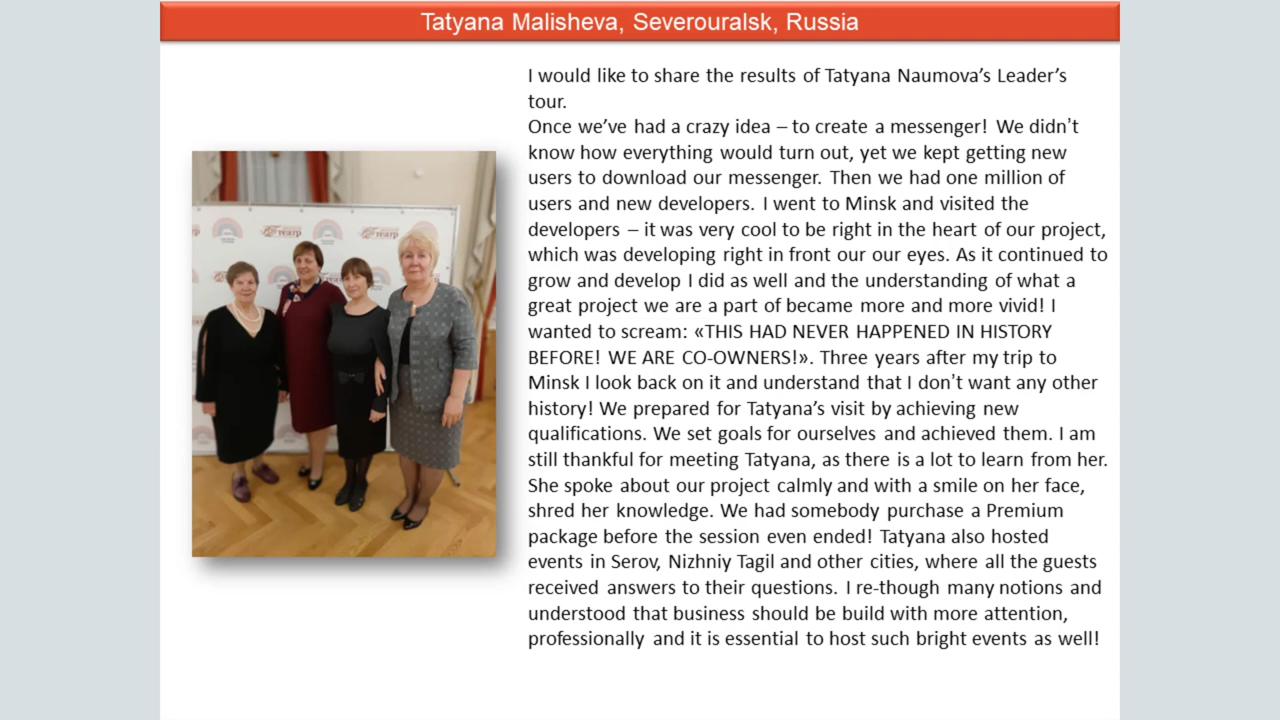 Tatyana Malisheva, Severouralsk, Russia
I would like to share the results of Tatyana Naumova’s Leader’s
tour.
Once we’ve had a crazy idea – to create a messenger! We didn’t
know how everything would turn out, yet we kept getting new
users to download our messenger. Then we had one million of
users and new developers. I went to Minsk and visited the
developers – it was very cool to be right in the heart of our project,
which was developing right in front our our eyes. As it continued to
grow and develop I did as well and the understanding of what a
great project we are a part of became more and more vivid! I
wanted to scream: «THIS HAD NEVER HAPPENED IN HISTORY
BEFORE! WE ARE CO-OWNERS!». Three years after my trip to
Minsk I look back on it and understand that I don’t want any other
history! We prepared for Tatyana’s visit by achieving new
qualifications. We set goals for ourselves and achieved them. I am
still thankful for meeting Tatyana, as there is a lot to learn from her.
She spoke about our project calmly and with a smile on her face,
shred her knowledge. We had somebody purchase a Premium
package before the session even ended! Tatyana also hosted
events in Serov, Nizhniy Tagil and other cities, where all the guests
received answers to their questions. I re-though many notions and
understood that business should be build with more attention,
professionally and it is essential to host such bright events as well!